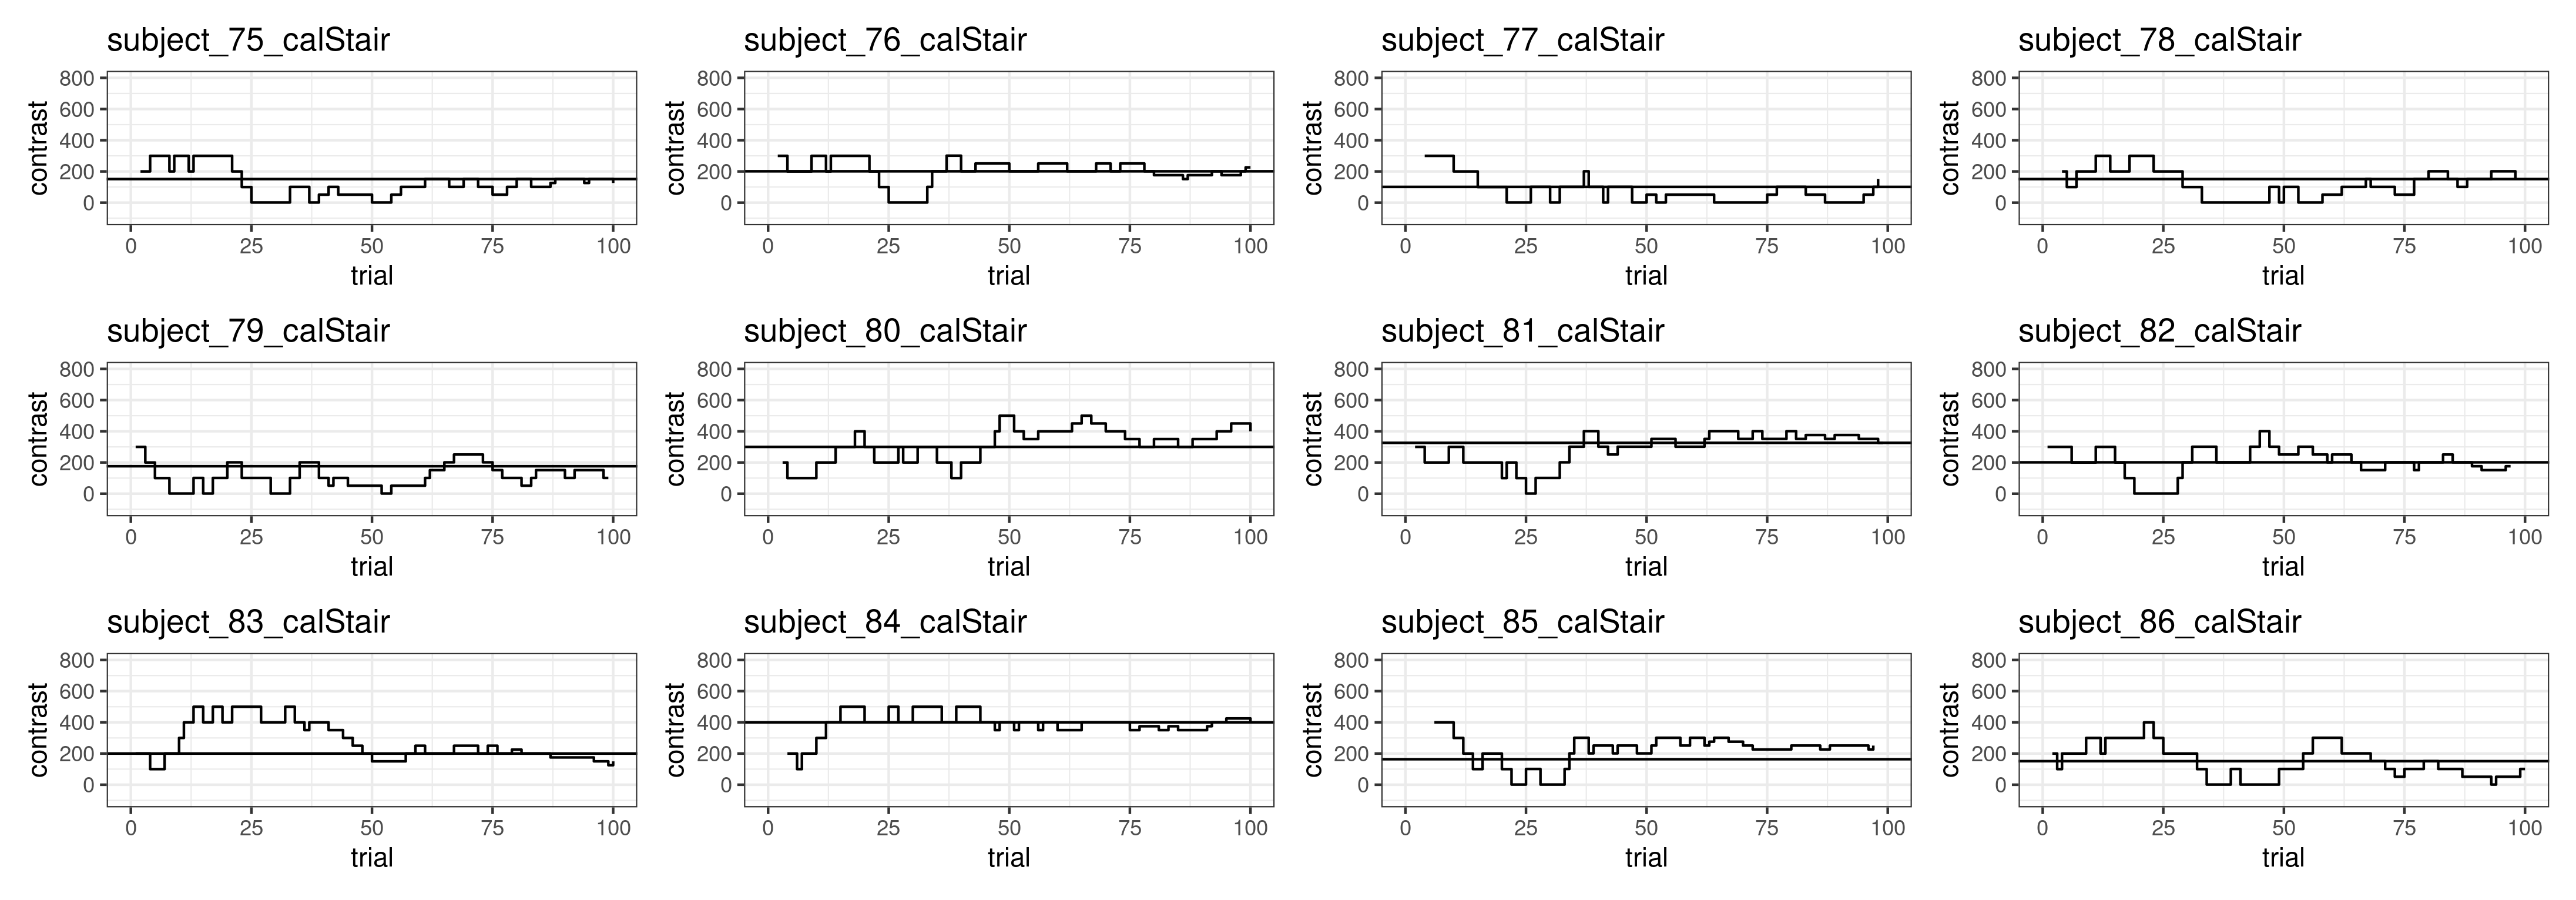 subject_75_calStair
subject_76_calStair
subject_77_calStair
subject_78_calStair
800
600
400
200
0
contrast
0 25 50 75 100
trial
800
600
400
200
0
contrast
0 25 50 75 100
trial
800
600
400
200
0
contrast
0 25 50 75 100
trial
800
600
400
200
0
contrast
0 25 50 75 100
trial
subject_79_calStair
subject_80_calStair
subject_81_calStair
subject_82_calStair
800
600
400
200
0
contrast
0 25 50 75 100
trial
800
600
400
200
0
contrast
0 25 50 75 100
trial
800
600
400
200
0
contrast
0 25 50 75 100
trial
800
600
400
200
0
contrast
0 25 50 75 100
trial
subject_83_calStair
subject_84_calStair
subject_85_calStair
subject_86_calStair
800
600
400
200
0
contrast
0 25 50 75 100
trial
800
600
400
200
0
contrast
0 25 50 75 100
trial
800
600
400
200
0
contrast
0 25 50 75 100
trial
800
600
400
200
0
contrast
0 25 50 75 100
trial